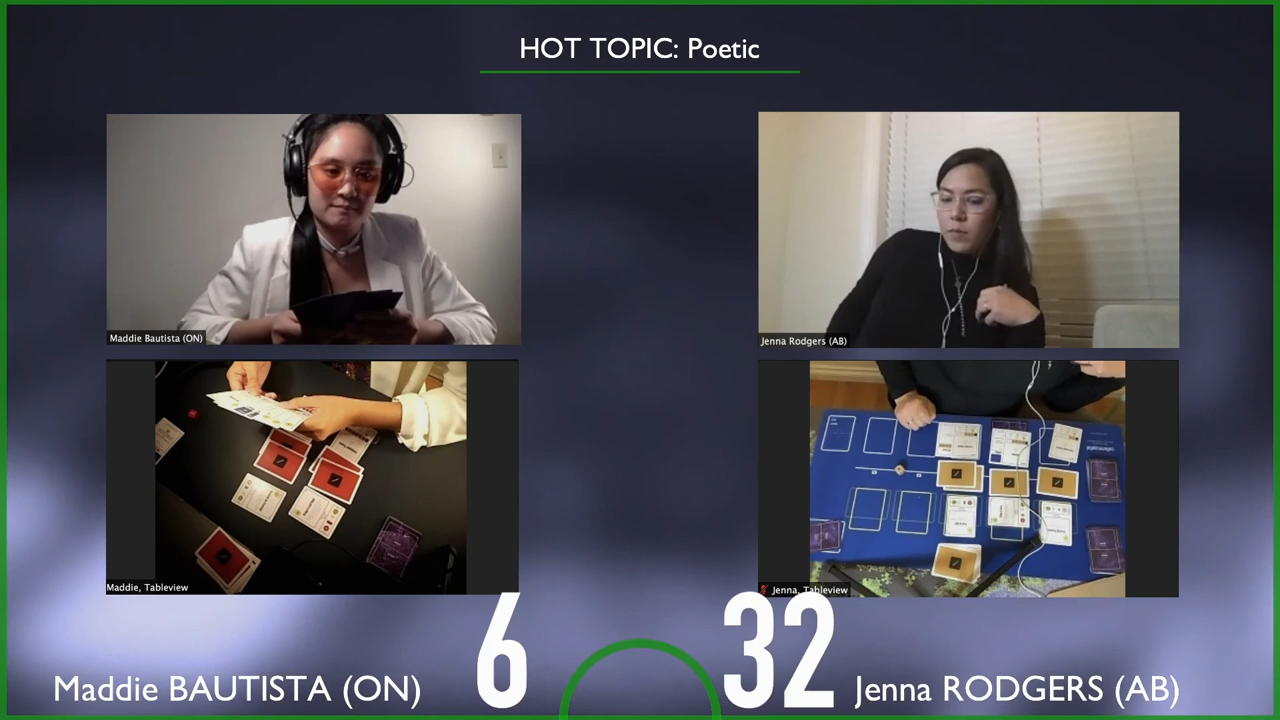 HOT TOPIC: Poetic
Maddie Bautista (ON)
Jenna Rodgers (AB)
Maddie, Tableview
Jenna, Tableview
6
32
Maddie BAUTISTA (ON)
Jenna RODGERS (AB)